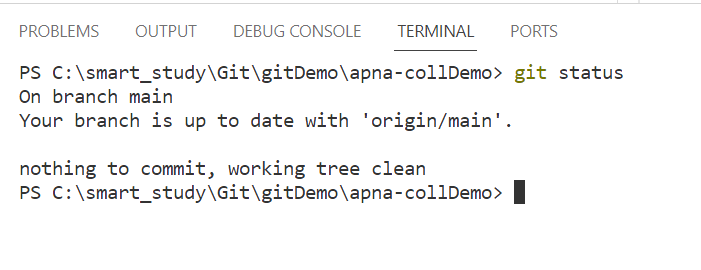 PROBLEMS OUTPUT DEBUG CONSOLE TERMINAL PORTS
PS C:\smart_study\Git\gitDemo\apna-collDemo> git status
On branch main
Your branch is up to date with 'origin/main'.
nothing to commit, working tree clean
PS C:\smart_study\Git\gitDemo\apna-collDemo>